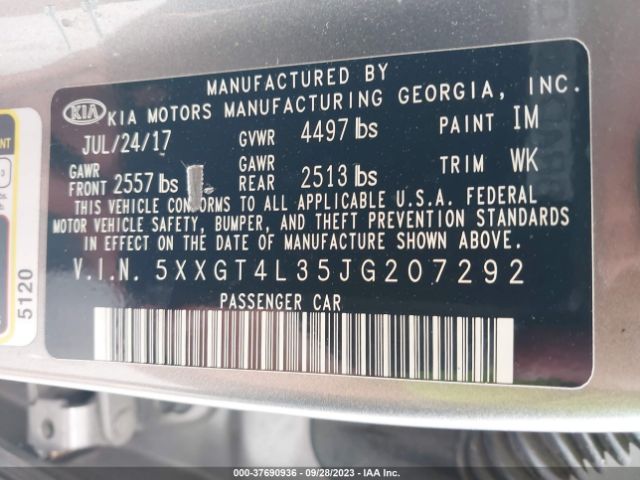 MANUFACTURED BY
KIA KIA MOTORS MANUFACTURING GEORGIA, INC.
JUL/24/17 GVWR 4497 lbs PAINT IM
GAWR FRONT 2557 lbs GAWR REAR 2513 lbs TRIM WK
THIS VEHICLE CONFORMS TO ALL APPLICABLE U.S.A. FEDERAL
MOTOR VEHICLE SAFETY, BUMPER, AND THEFT PREVENTION STANDARDS
IN EFFECT ON THE DATE OF MANUFACTURE SHOWN ABOVE.
V.I.N. 5XXGT4L35JG207292
PASSENGER CAR
5120
000-37690936 - 09/28/2023 - IAAI.COM